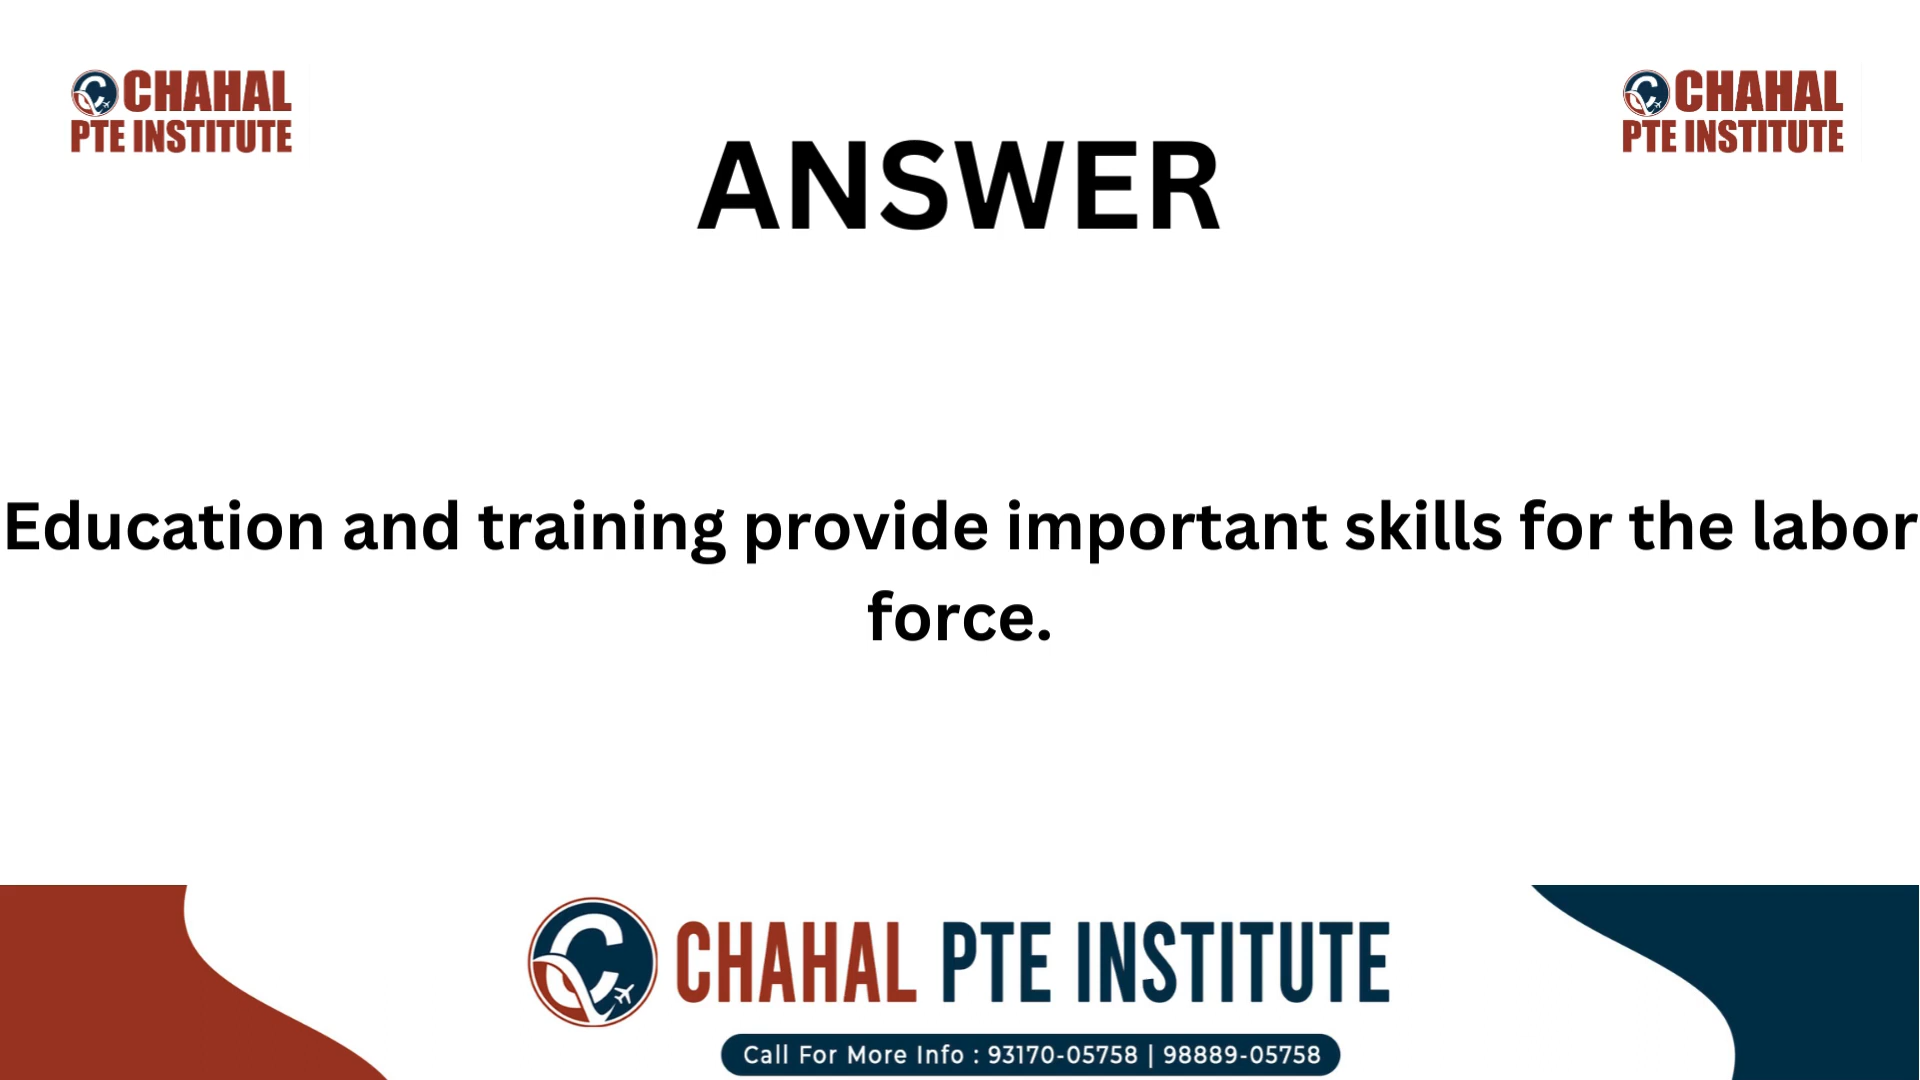 CHAHAL
PTE INSTITUTE
CHAHAL
PTE INSTITUTE
ANSWER
Education and training provide important skills for the labor
force.
CHAHAL PTE INSTITUTE
Call For More Info : 93170-05758 | 98889-05758